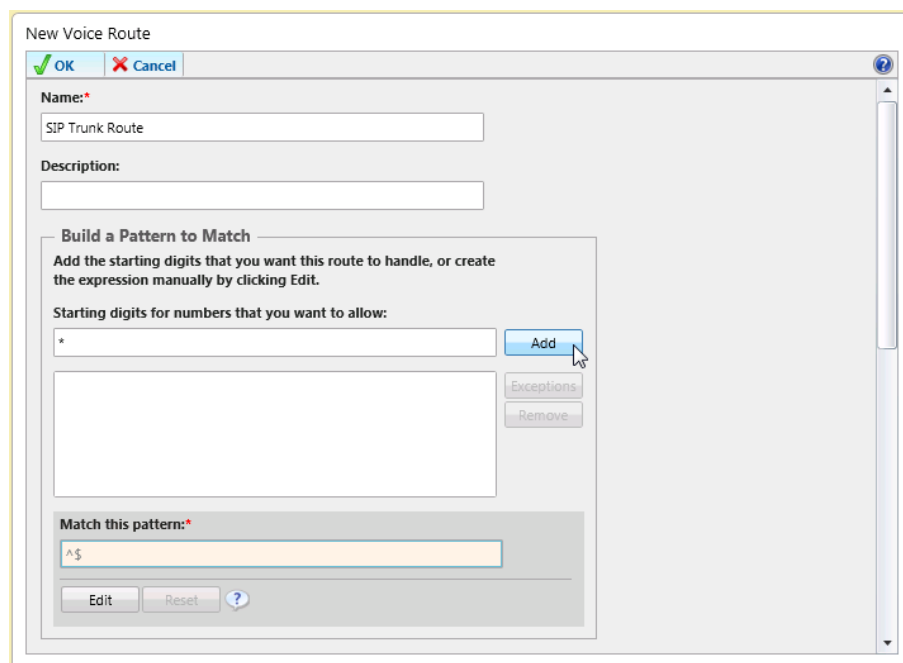 New Voice Route
OK Cancel
Name:*
SIP Trunk Route
Description:
Build a Pattern to Match
Add the starting digits that you want this route to handle, or create
the expression manually by clicking Edit.
Starting digits for numbers that you want to allow:
* Add
Exceptions
Remove
Match this pattern:*
^$
Edit Reset ?